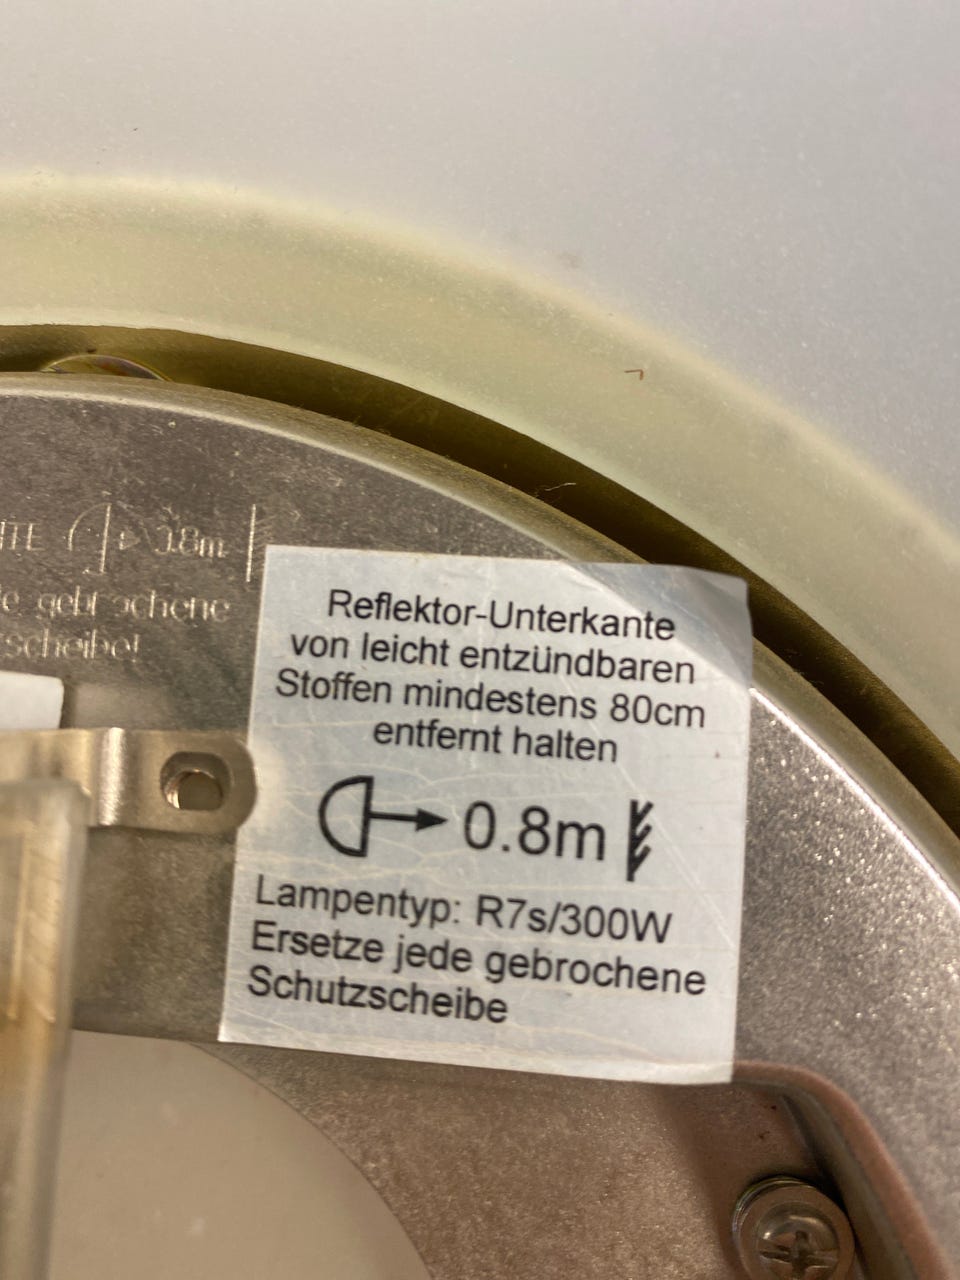 0.8m
gebrochene
Reflektor-Unterkante
von leicht entzündbaren
Stoffen mindestens 80cm
entfernt halten
0.8m
Lampentyp: R7s/300W
Ersetze jede gebrochene
Schutzscheibe